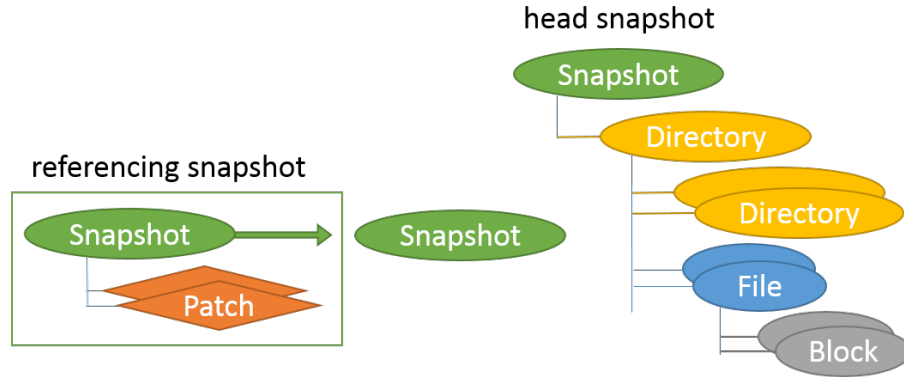 head snapshot
Snapshot
Directory
referencing snapshot
Directory
Snapshot
Snapshot
File
Patch
Block